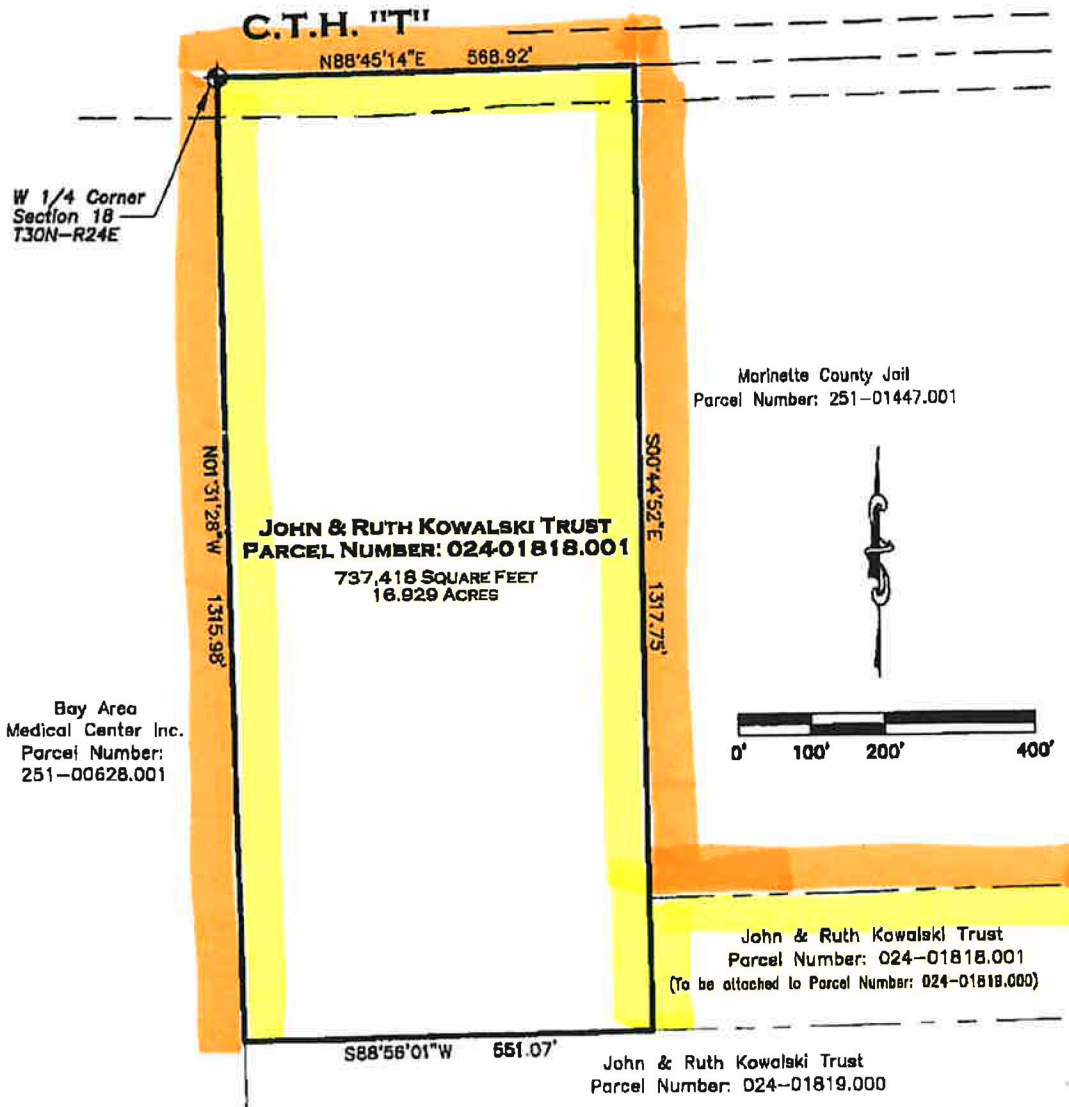 C.T.H. "T"
N88°45'14"E 568.92'
W 1/4 Corner
Section 18
T30N-R24E
Marinette County Jail
Parcel Number: 251-01447.001
N01°31'28"W 1315.98'
S00°44'52"E 1317.75'
JOHN & RUTH KOWALSKI TRUST
PARCEL NUMBER: 024-01818.001
737,418 SQUARE FEET
16.929 ACRES
Bay Area
Medical Center Inc.
Parcel Number:
251-00628.001
0' 100' 200' 400'
John & Ruth Kowalski Trust
Parcel Number: 024-01818.001
(To be attached to Parcel Number: 024-01819.000)
S88°56'01"W 551.07'
John & Ruth Kowalski Trust
Parcel Number: 024-01819.000